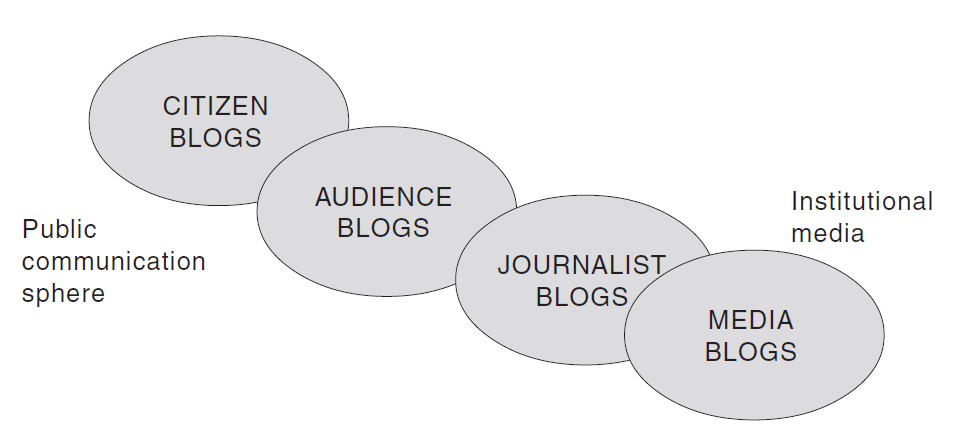 CITIZEN
BLOGS
AUDIENCE
BLOGS
Institutional
media
Public
communication
sphere
JOURNALIST
BLOGS
MEDIA
BLOGS